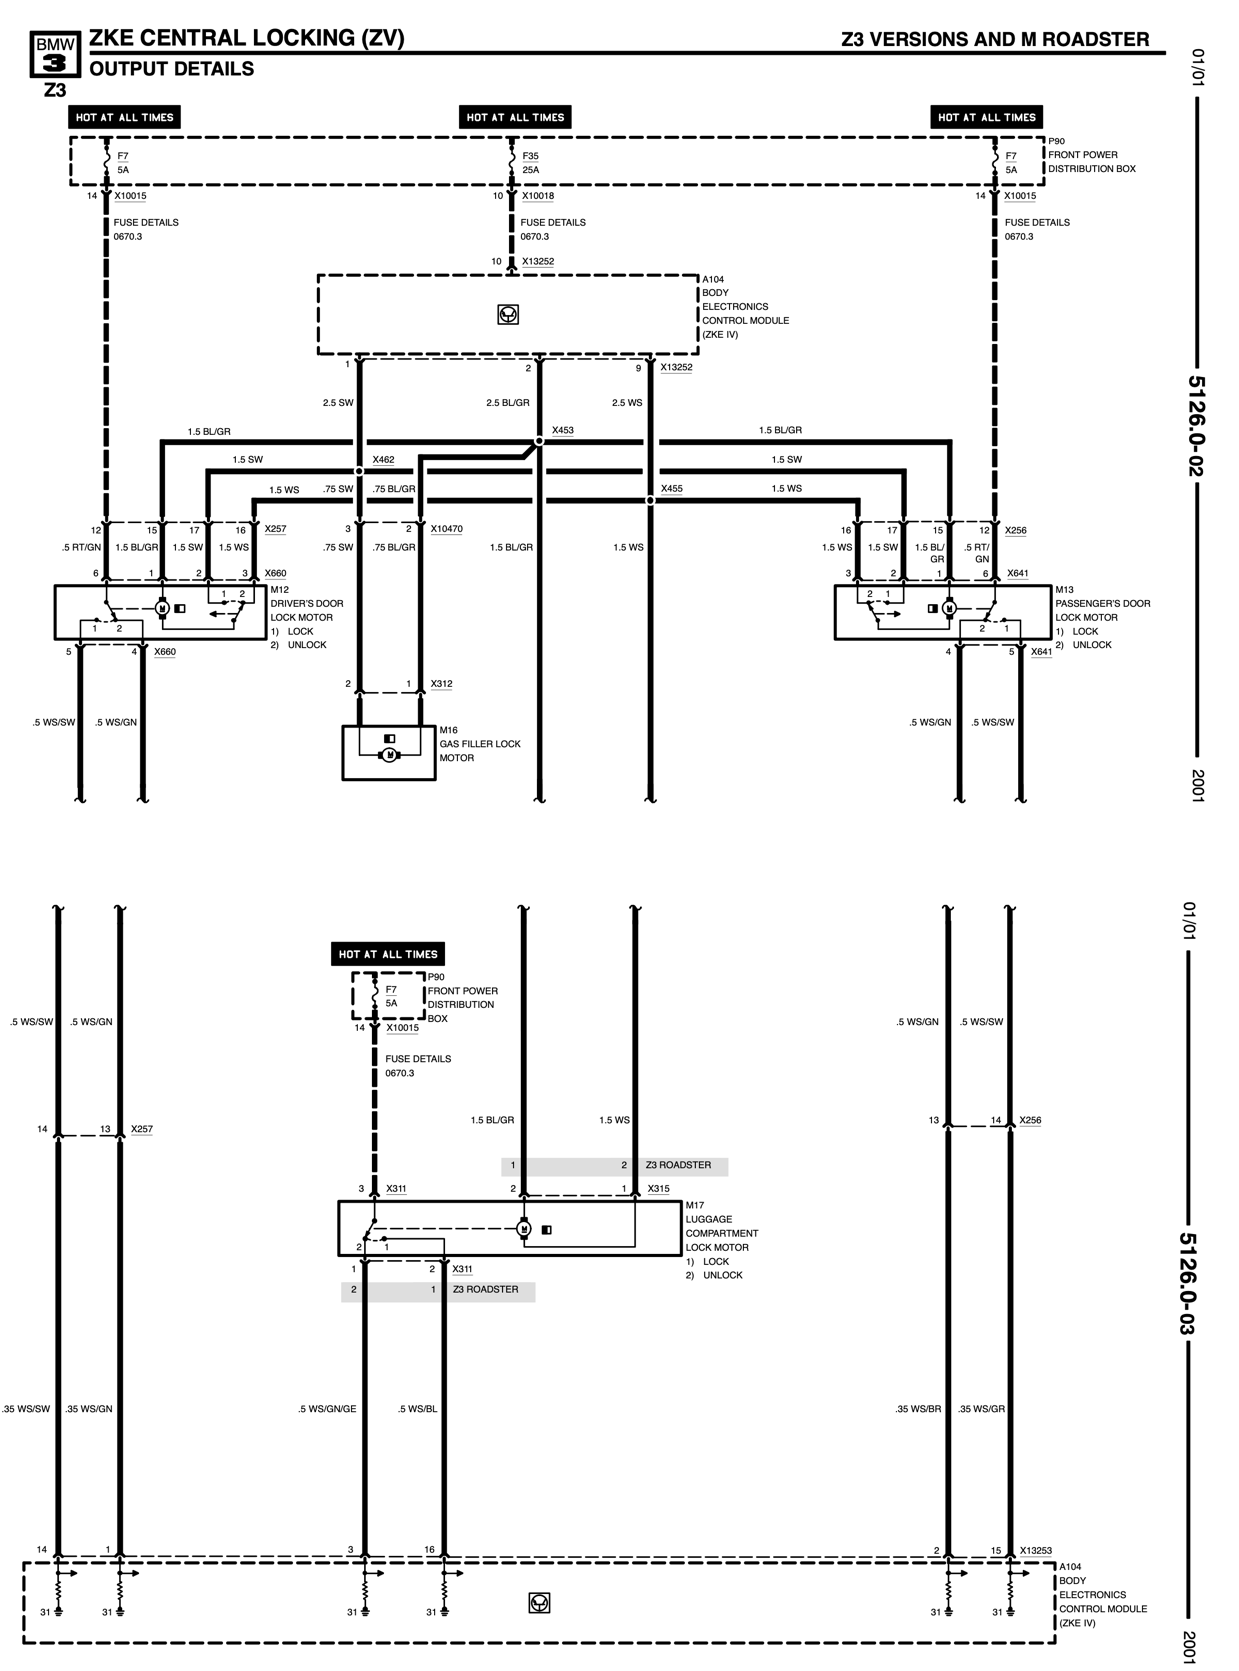 BMW
3
Z3
ZKE CENTRAL LOCKING (ZV)
OUTPUT DETAILS
Z3 VERSIONS AND M ROADSTER
01/01
HOT AT ALL TIMES
HOT AT ALL TIMES
HOT AT ALL TIMES
F7
5A
F35
25A
F7
5A
P90
FRONT POWER
DISTRIBUTION BOX
14 X10015
10 X10018
14 X10015
FUSE DETAILS
0670.3
FUSE DETAILS
0670.3
FUSE DETAILS
0670.3
10 X13252
A104
BODY
ELECTRONICS
CONTROL MODULE
(ZKE IV)
1 2 9 X13252
2.5 SW 2.5 BL/GR 2.5 WS
1.5 BL/GR X453 1.5 BL/GR
1.5 SW X462 1.5 SW
1.5 WS .75 SW .75 BL/GR X455 1.5 WS
12 15 17 16 X257
3 2 X10470
16 17 15 12 X256
.5 RT/GN 1.5 BL/GR 1.5 SW 1.5 WS
.75 SW .75 BL/GR 1.5 BL/GR 1.5 WS
1.5 WS 1.5 SW 1.5 BL/
GR
.5 RT/
GN
6 1 2 3 X660
3 2 1 6 X641
M12
DRIVER'S DOOR
LOCK MOTOR
1) LOCK
2) UNLOCK
1 2
M
1 2
M13
PASSENGER'S DOOR
LOCK MOTOR
1) LOCK
2) UNLOCK
2 1
M
2 1
5 4 X660
4 5 X641
2 1 X312
.5 WS/SW .5 WS/GN
.5 WS/GN .5 WS/SW
M16
GAS FILLER LOCK
MOTOR
M
5126.0-02
2001
01/01
HOT AT ALL TIMES
F7
5A
P90
FRONT POWER
DISTRIBUTION
BOX
14 X10015
.5 WS/SW .5 WS/GN
.5 WS/GN .5 WS/SW
FUSE DETAILS
0670.3
1.5 BL/GR 1.5 WS
14 13 X257
13 14 X256
1 2 Z3 ROADSTER
3 X311
2 1 X315
M17
LUGGAGE
COMPARTMENT
LOCK MOTOR
1) LOCK
2) UNLOCK
M
2 1
1 2 X311
2 1 Z3 ROADSTER
.35 WS/SW .35 WS/GN
.5 WS/GN/GE .5 WS/BL
.35 WS/BR .35 WS/GR
14 1 3 16 2 15 X13253
31 31 31 31 31 31
A104
BODY
ELECTRONICS
CONTROL MODULE
(ZKE IV)
5126.0-03
2001